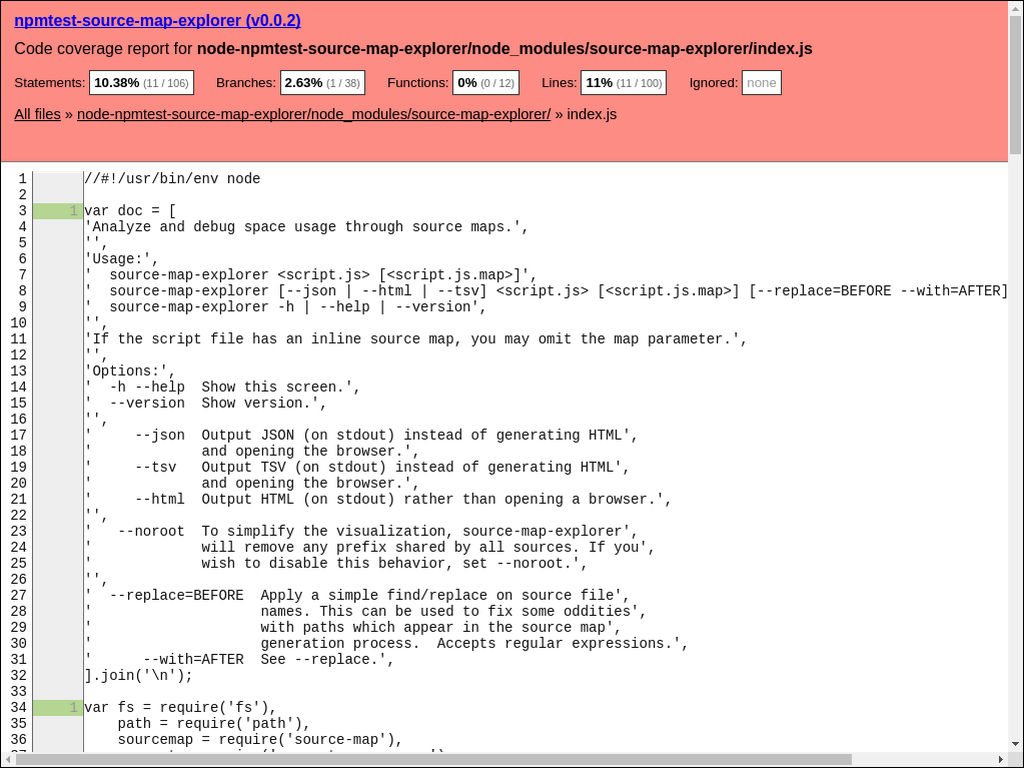 npmtest-source-map-explorer (v0.0.2)
Code coverage report for node-npmtest-source-map-explorer/node_modules/source-map-explorer/index.js
Statements: 10.38% (11 / 106) Branches: 2.63% (1 / 38) Functions: 0% (0 / 12) Lines: 11% (11 / 100) Ignored: none
All files » node-npmtest-source-map-explorer/node_modules/source-map-explorer/ » index.js
1 //#!/usr/bin/env node
2
3 1 var doc = [
4 'Analyze and debug space usage through source maps.',
5 '',
6 'Usage:',
7 '  source-map-explorer <script.js> [<script.js.map>]',
8 '  source-map-explorer [--json | --html | --tsv] <script.js> [<script.js.map>] [--replace=BEFORE --with=AFTER]
9 '  source-map-explorer -h | --help | --version',
10 '',
11 'If the script file has an inline source map, you may omit the map parameter.',
12 '',
13 'Options:',
14 '  -h --help  Show this screen.',
15 '  --version  Show version.',
16 '',
17 '     --json  Output JSON (on stdout) instead of generating HTML',
18 '             and opening the browser.',
19 '     --tsv   Output TSV (on stdout) instead of generating HTML',
20 '             and opening the browser.',
21 '     --html  Output HTML (on stdout) rather than opening a browser.',
22 '',
23 '   --noroot  To simplify the visualization, source-map-explorer',
24 '             will remove any prefix shared by all sources. If you',
25 '             wish to disable this behavior, set --noroot.',
26 '',
27 '  --replace=BEFORE  Apply a simple find/replace on source file',
28 '                    names. This can be used to fix some oddities',
29 '                    with paths which appear in the source map',
30 '                    generation process.  Accepts regular expressions.',
31 '      --with=AFTER  See --replace.',
32 ].join('\n');
33
34 1 var fs = require('fs'),
35     path = require('path'),
36     sourcemap = require('source-map'),